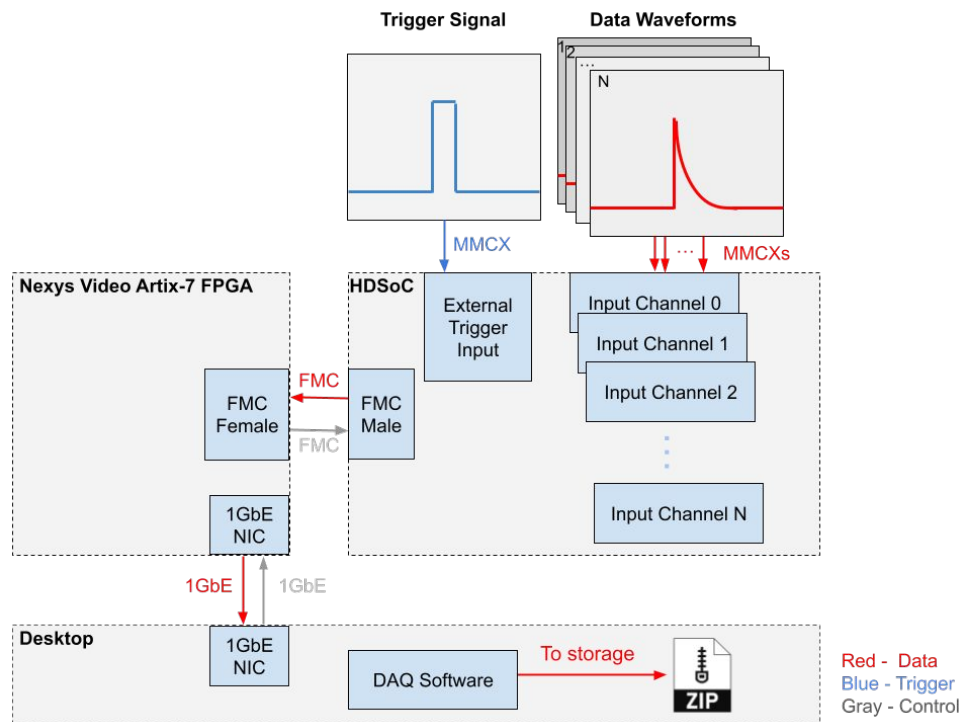 Trigger Signal
Data Waveforms
1
2
...
N
MMCX
...
MMCXs
Nexys Video Artix-7 FPGA
HDSoC
External
Trigger
Input
Input Channel 0
Input Channel 1
Input Channel 2
Input Channel N
FMC
Female
FMC
FMC
FMC
Male
1GbE
NIC
1GbE
1GbE
Desktop
1GbE
NIC
DAQ Software
To storage
ZIP
Red - Data
Blue - Trigger
Gray - Control